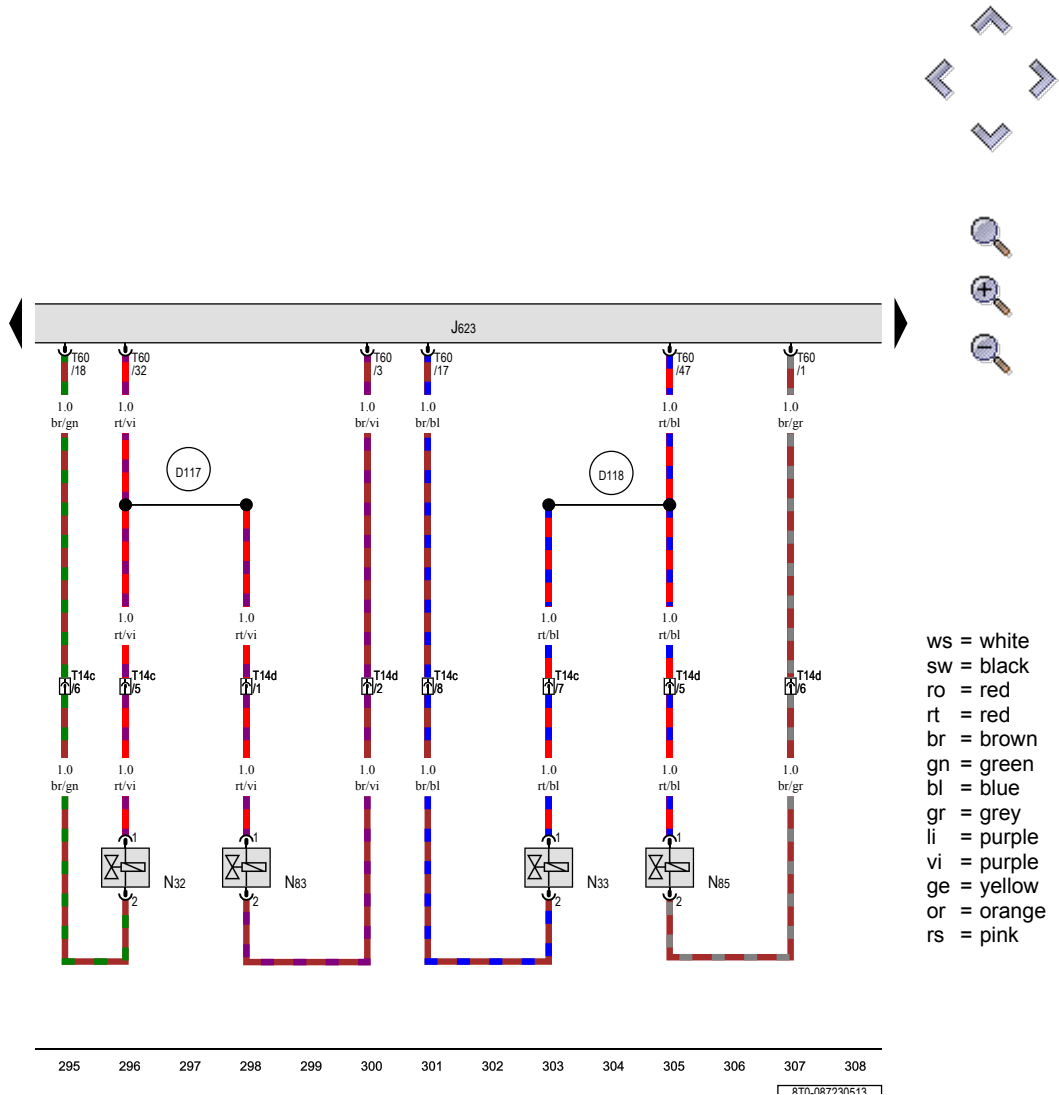 J623
T60 T60 T60 T60 T60 T60
/18 /32 /3 /17 /47 /1
1.0 1.0 1.0 1.0 1.0 1.0
br/gn rt/vi br/vi br/bl rt/bl br/gr
D117 D118
1.0 1.0 1.0 1.0
rt/vi rt/vi rt/bl rt/bl
T14c T14c T14d T14d T14c T14c T14d T14d
/6 /5 /1 /2 /8 /7 /5 /6
1.0 1.0 1.0 1.0 1.0 1.0 1.0 1.0
br/gn rt/vi rt/vi br/vi br/bl rt/bl rt/bl br/gr
1 1 1 1
N32 N83 N33 N85
2 2 2 2
295 296 297 298 299 300 301 302 303 304 305 306 307 308
8T0-087230513
ws = white
sw = black
ro = red
rt = red
br = brown
gn = green
bl = blue
gr = grey
li = purple
vi = purple
ge = yellow
or = orange
rs = pink